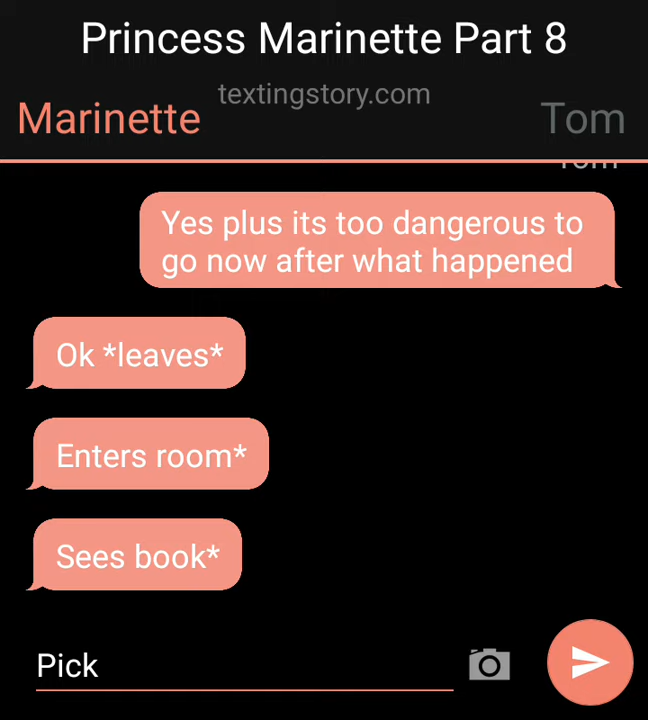 Princess Marinette Part 8
textingstory.com
Marinette
Tom
Tom
Yes plus its too dangerous to
go now after what happened
Ok *leaves*
Enters room*
Sees book*
Pick